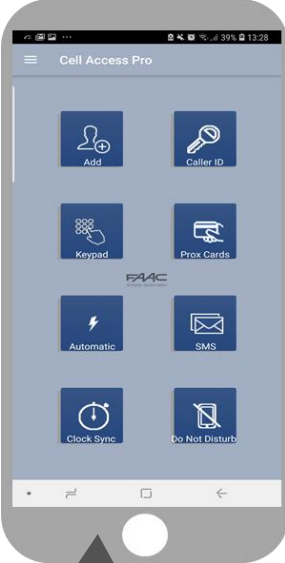 39% 13:28
Cell Access Pro
Add
Caller ID
Keypad
Prox Cards
FAAC
Automatic
SMS
Clock Sync
Do Not Disturb